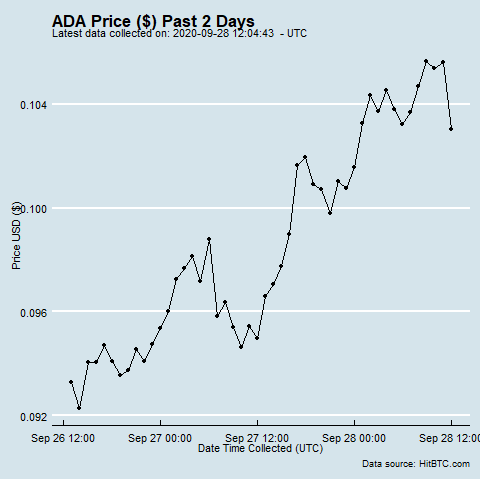 ADA Price ($) Past 2 Days
Latest data collected on: 2020-09-28 12:04:43 - UTC
0.104
0.100
0.096
0.092
Price USD ($)
Sep 26 12:00 Sep 27 00:00 Sep 27 12:00 Sep 28 00:00 Sep 28 12:00
Date Time Collected (UTC)
Data source: HitBTC.com